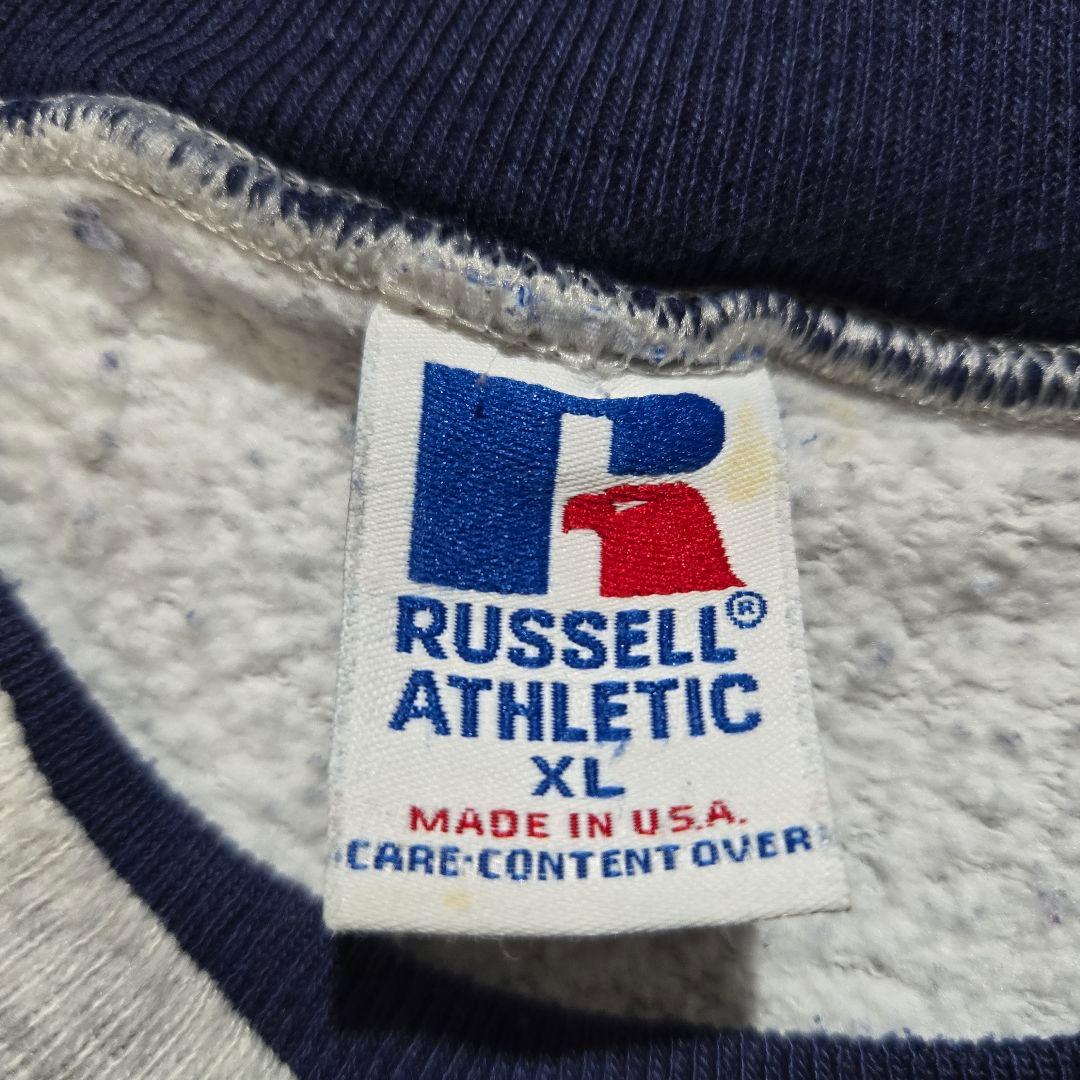 R
RUSSELL®
ATHLETIC
XL
MADE IN U.S.A.
CARE·CONTENT OVER